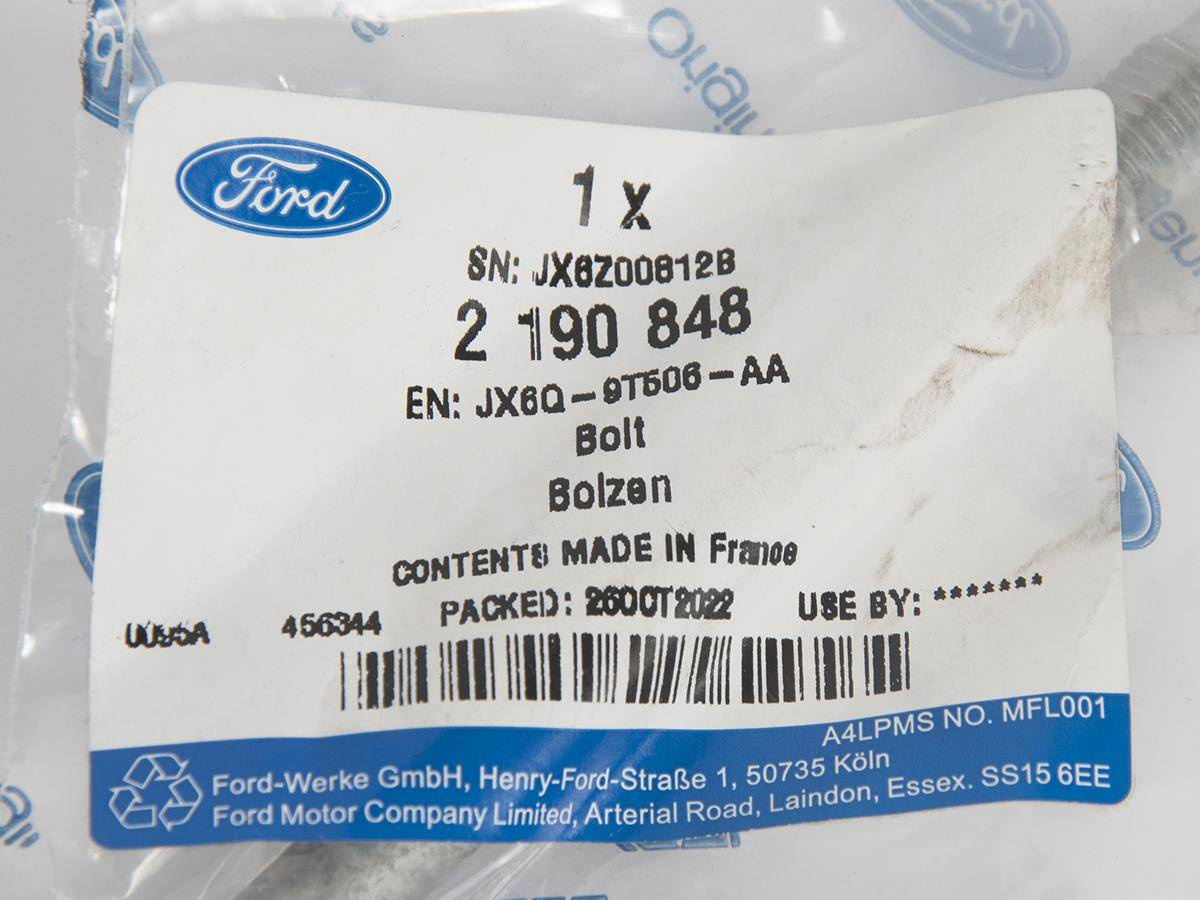 Ford
1 x
SN: JX6Z00612B
2 190 848
EN: JX6Q-9T506-AA
Bolt
Bolzen
CONTENTS MADE IN France
PACKED: 26OCT2022 USE BY: *******
0095A 456344
A4LPMS NO. MFL001
Ford-Werke GmbH, Henry-Ford-Straße 1, 50735 Köln
Ford Motor Company Limited, Arterial Road, Laindon, Essex. SS15 6EE